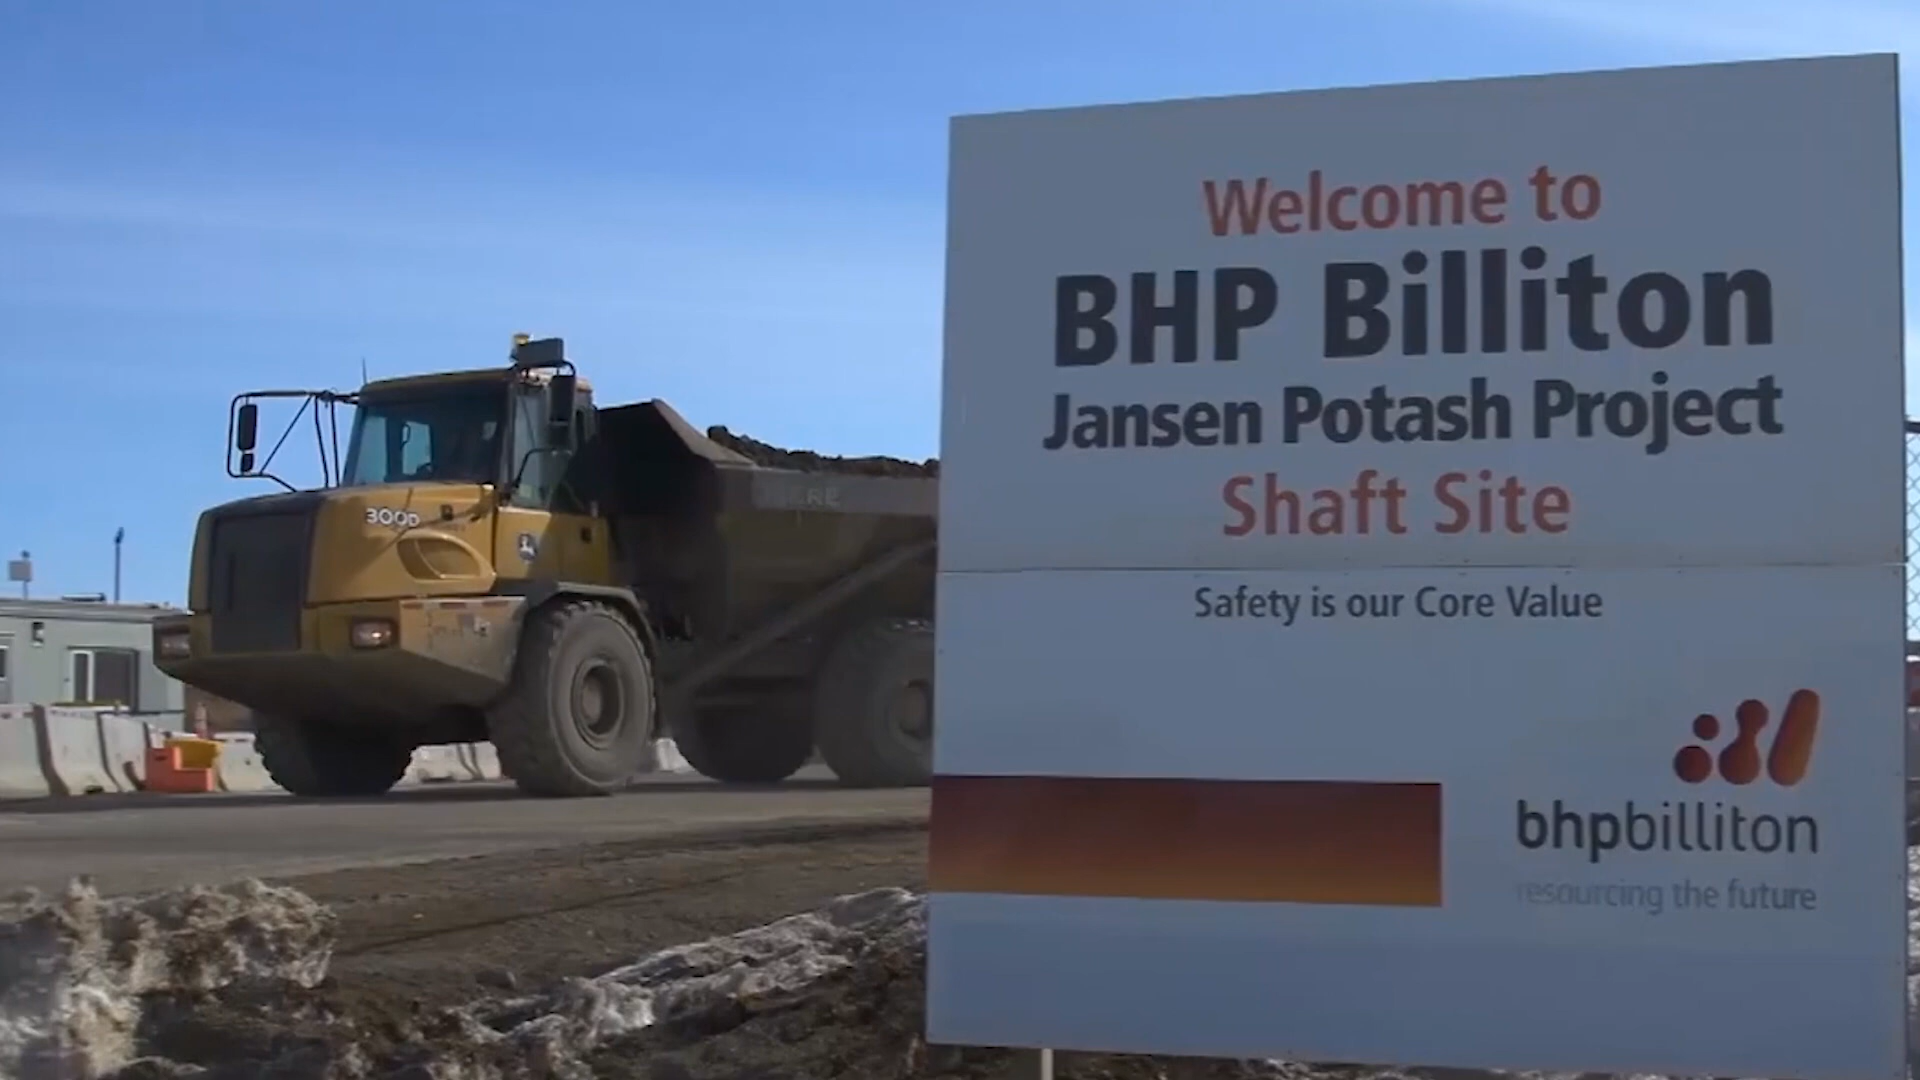 Welcome to
BHP Billiton
Jansen Potash Project
Shaft Site
Safety is our Core Value
bhpbilliton
resourcing the future
300D
DEERE